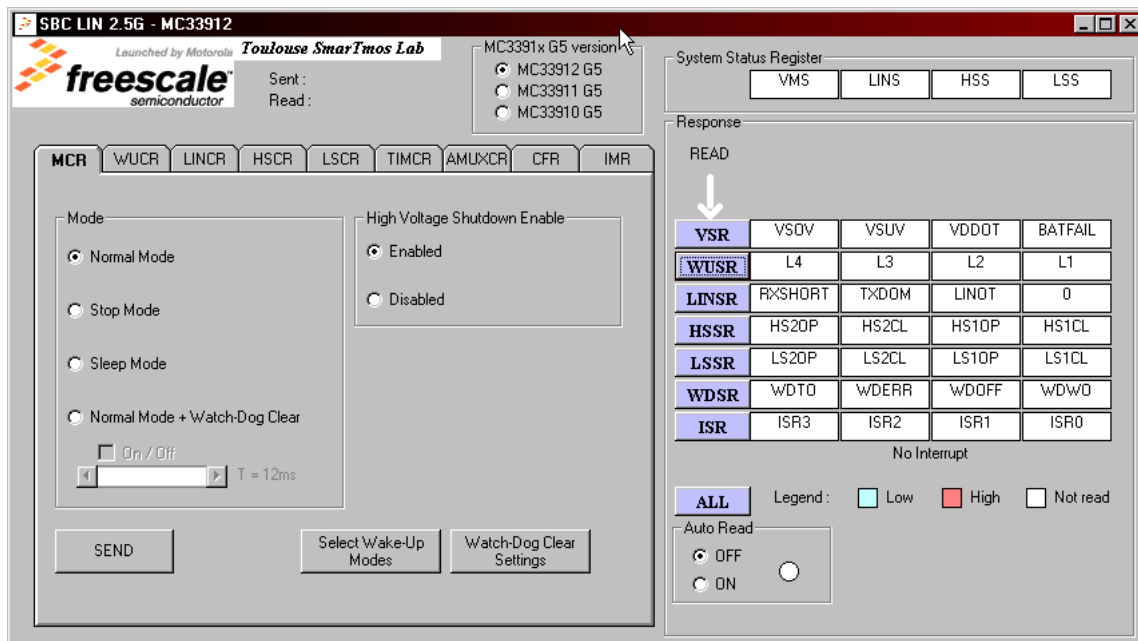 SBC LIN 2.5G - MC33912
Launched by Motorola
freescale
semiconductor
Toulouse SmarTmos Lab
Sent :
Read :
MC3391x G5 version
MC33912 G5
MC33911 G5
MC33910 G5
MCR WUCR LINCR HSCR LSCR TIMCR AMUXCR CFR IMR
Mode
Normal Mode
Stop Mode
Sleep Mode
Normal Mode + Watch-Dog Clear
On / Off
T = 12ms
High Voltage Shutdown Enable
Enabled
Disabled
SEND
Select Wake-Up
Modes
Watch-Dog Clear
Settings
System Status Register
VMS LINS HSS LSS
Response
READ
VSR VSOV VSUV VDDOT BATFAIL
WUSR L4 L3 L2 L1
LINSR RXSHORT TXDOM LINOT 0
HSSR HS2OP HS2CL HS1OP HS1CL
LSSR LS2OP LS2CL LS1OP LS1CL
WDSR WDTO WDERR WDOFF WDWO
ISR ISR3 ISR2 ISR1 ISR0
No Interrupt
ALL Legend : Low High Not read
Auto Read
OFF
ON